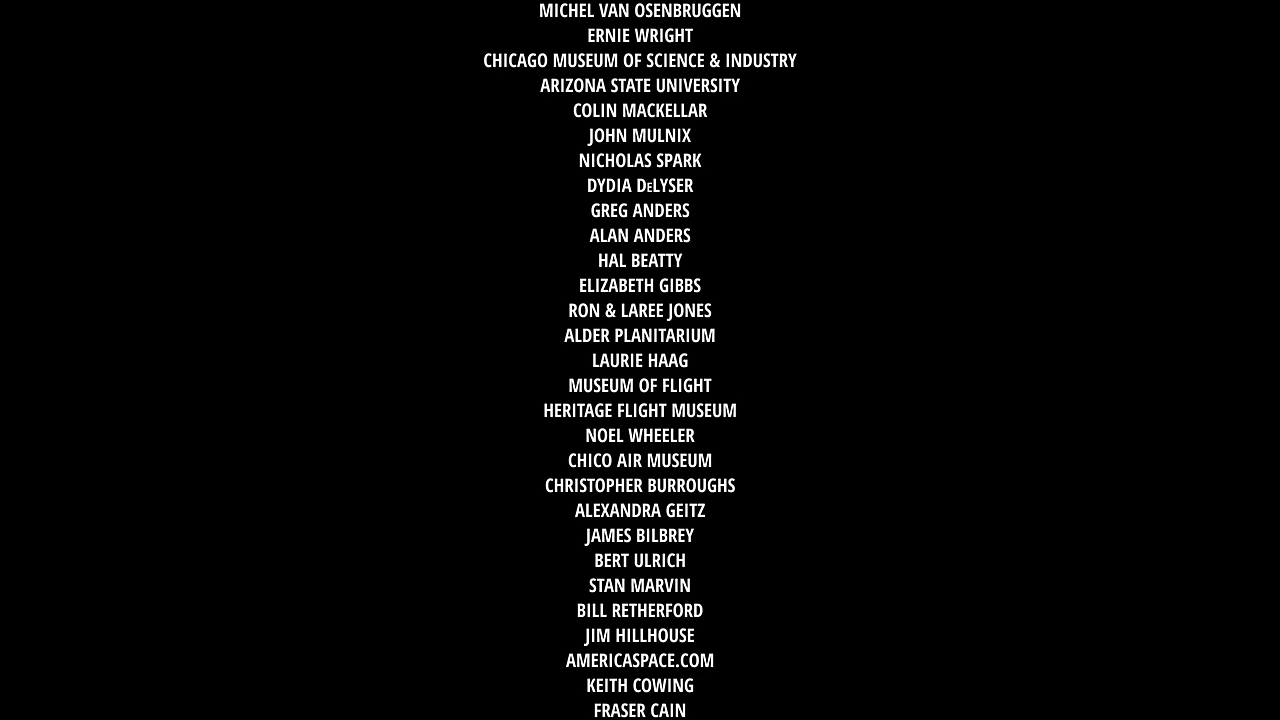 MICHEL VAN OSENBRUGGEN
ERNIE WRIGHT
CHICAGO MUSEUM OF SCIENCE & INDUSTRY
ARIZONA STATE UNIVERSITY
COLIN MACKELLAR
JOHN MULNIX
NICHOLAS SPARK
DYDIA DeLYSER
GREG ANDERS
ALAN ANDERS
HAL BEATTY
ELIZABETH GIBBS
RON & LAREE JONES
ALDER PLANITARIUM
LAURIE HAAG
MUSEUM OF FLIGHT
HERITAGE FLIGHT MUSEUM
NOEL WHEELER
CHICO AIR MUSEUM
CHRISTOPHER BURROUGHS
ALEXANDRA GEITZ
JAMES BILBREY
BERT ULRICH
STAN MARVIN
BILL RETHERFORD
JIM HILLHOUSE
AMERICASPACE.COM
KEITH COWING
FRASER CAIN